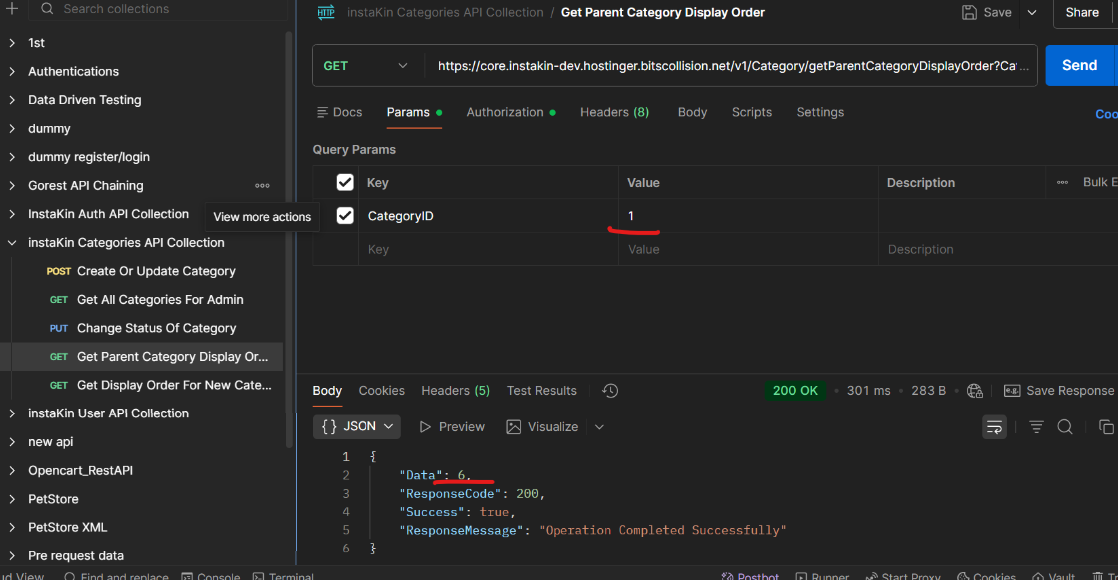 Search collections
1st
Authentications
Data Driven Testing
dummy
dummy register/login
Gorest API Chaining
InstaKin Auth API Collection
View more actions
instaKin Categories API Collection
POST Create Or Update Category
GET Get All Categories For Admin
PUT Change Status Of Category
GET Get Parent Category Display Or...
GET Get Display Order For New Cate...
instaKin User API Collection
new api
Opencart_RestAPI
PetStore
PetStore XML
Pre request data
HTTP instaKin Categories API Collection / Get Parent Category Display Order
Save Share
GET https://core.instakin-dev.hostinger.bitscollision.net/v1/Category/getParentCategoryDisplayOrder?Ca... Send
Docs Params Authorization Headers (8) Body Scripts Settings Coo
Query Params
Key Value Description Bulk E
CategoryID 1
Key Value Description
Body Cookies Headers (5) Test Results 200 OK 301 ms 283 B e.g. Save Response
{} JSON Preview Visualize
1 {
2 "Data": 6,
3 "ResponseCode": 200,
4 "Success": true,
5 "ResponseMessage": "Operation Completed Successfully"
6 }
ud View Find and replace Console Terminal Postbot Runner Start Proxy Cookies Vault